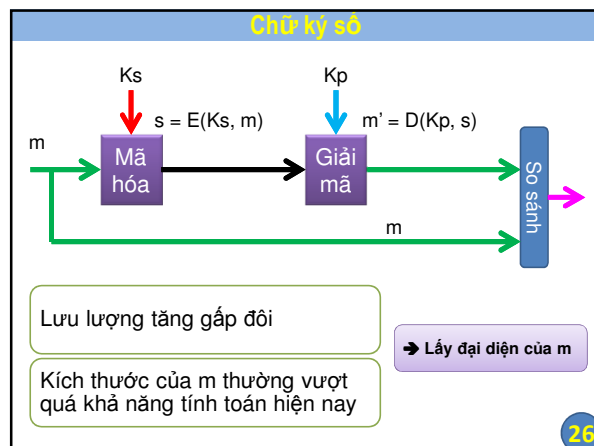 Chữ ký số
Ks
Kp
s = E(Ks, m)
m’ = D(Kp, s)
m
Mã
hóa
Giải
mã
So sánh
m
Lưu lượng tăng gấp đôi
➔ Lấy đại diện của m
Kích thước của m thường vượt
quá khả năng tính toán hiện nay
26